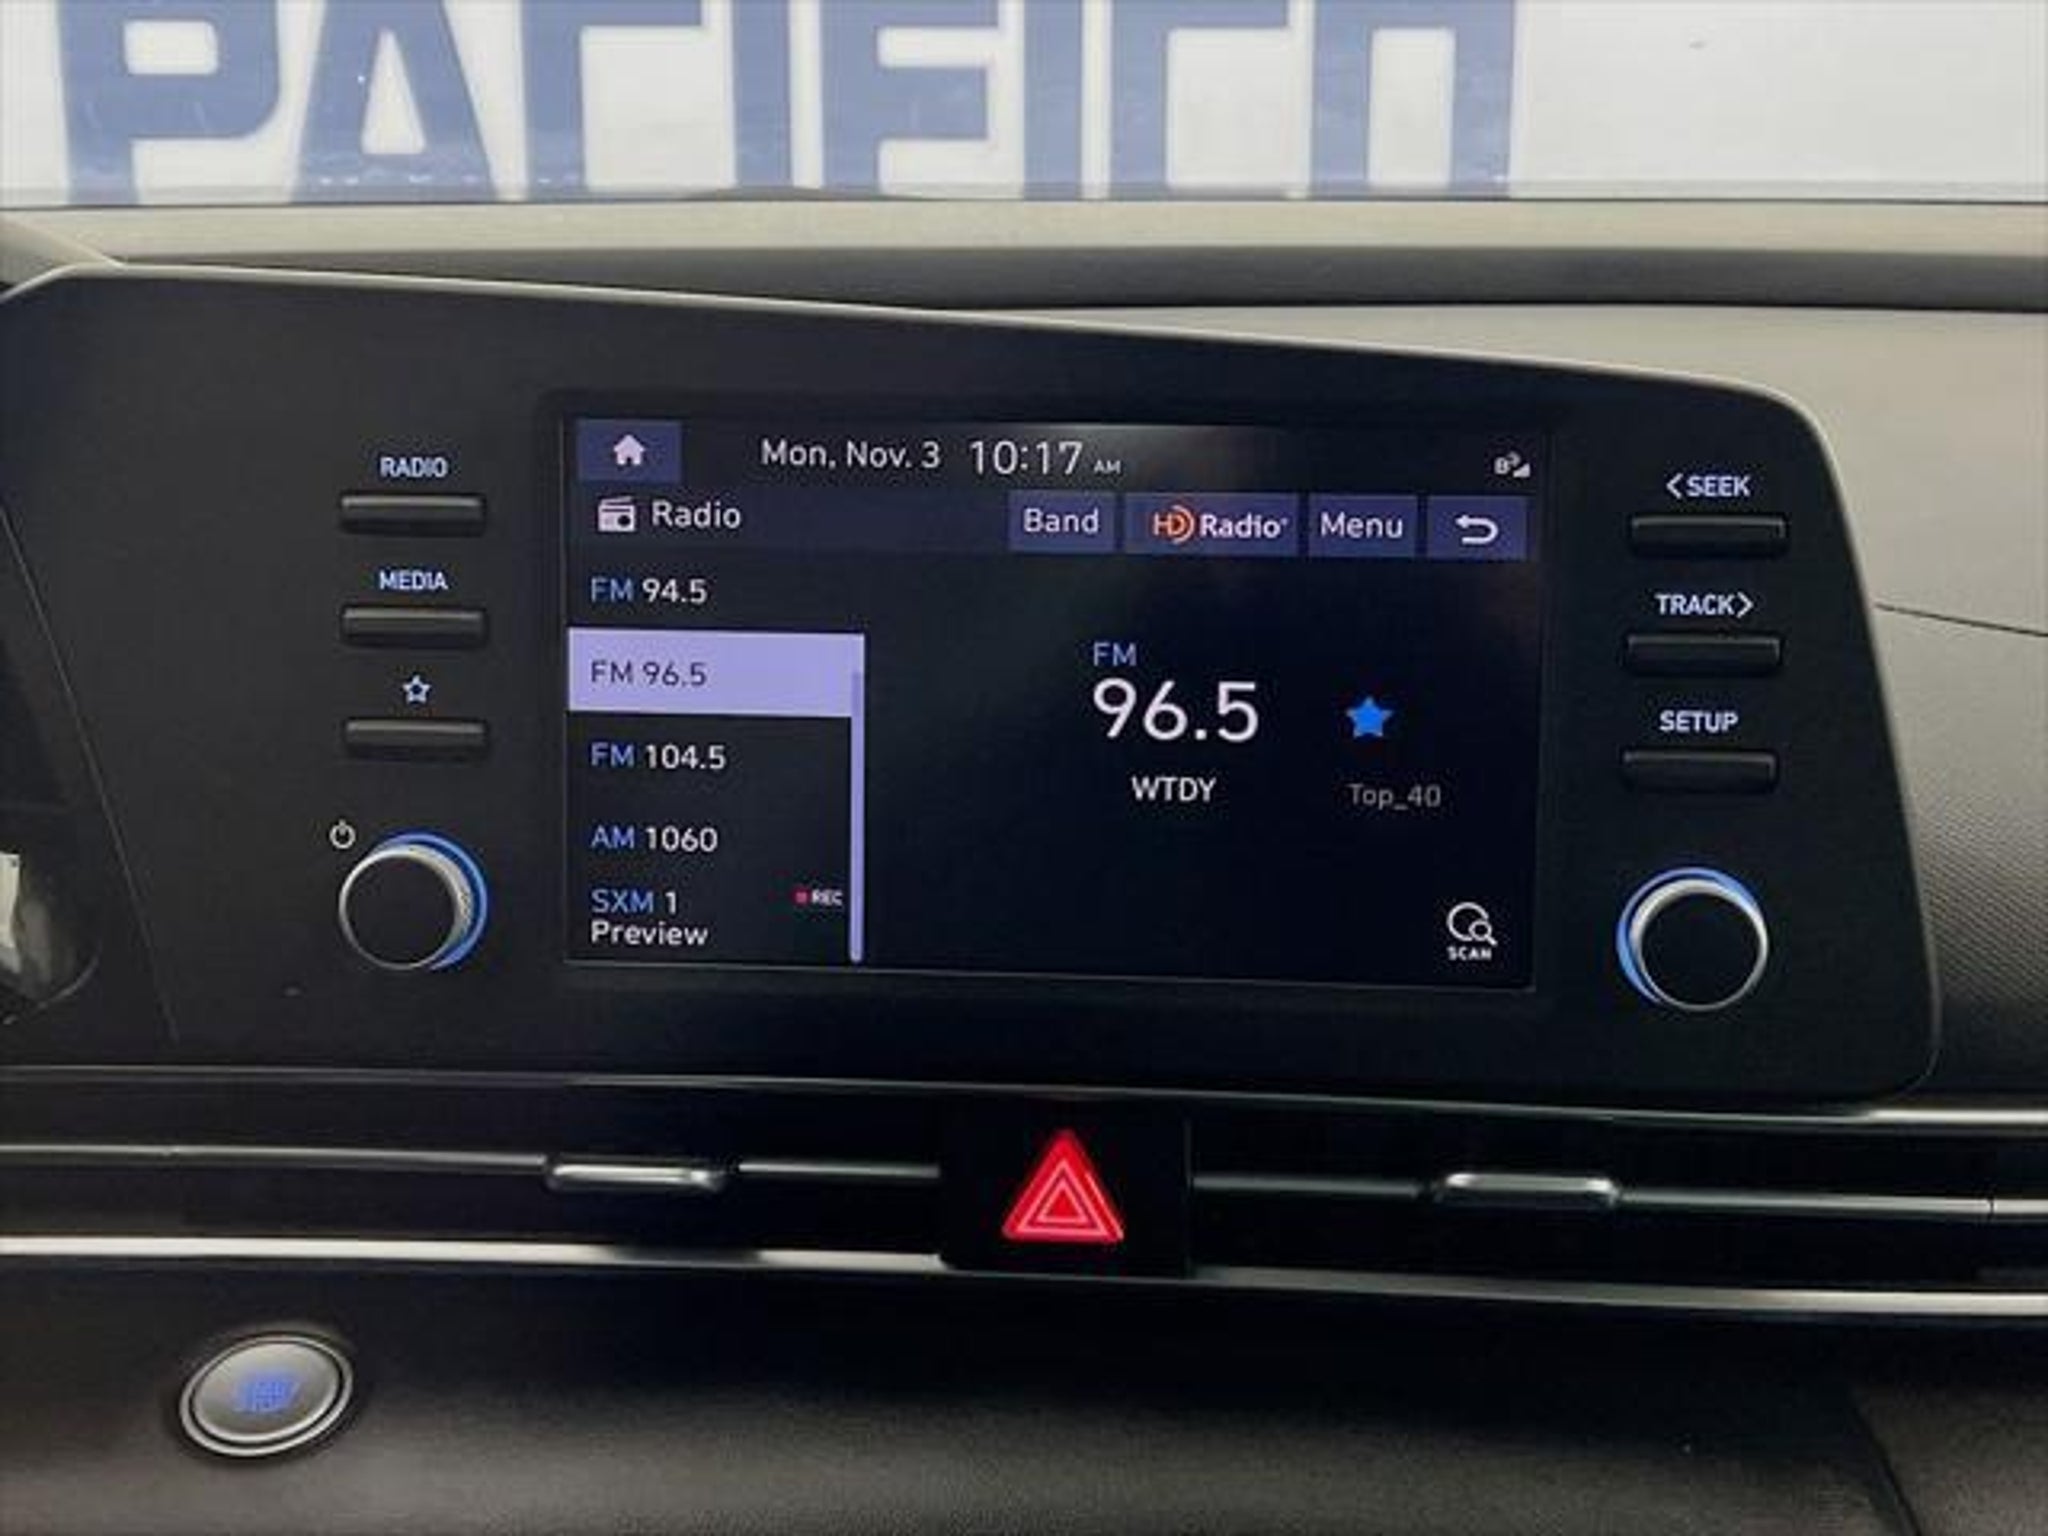 PACIFICO
Mon, Nov. 3 10:17 AM
Radio Band HD Radio Menu
RADIO
MEDIA
FM 94.5
FM 96.5
FM 104.5
AM 1060
SXM 1
REC
Preview
FM
96.5
WTDY
Top_40
SCAN
<SEEK
TRACK>
SETUP